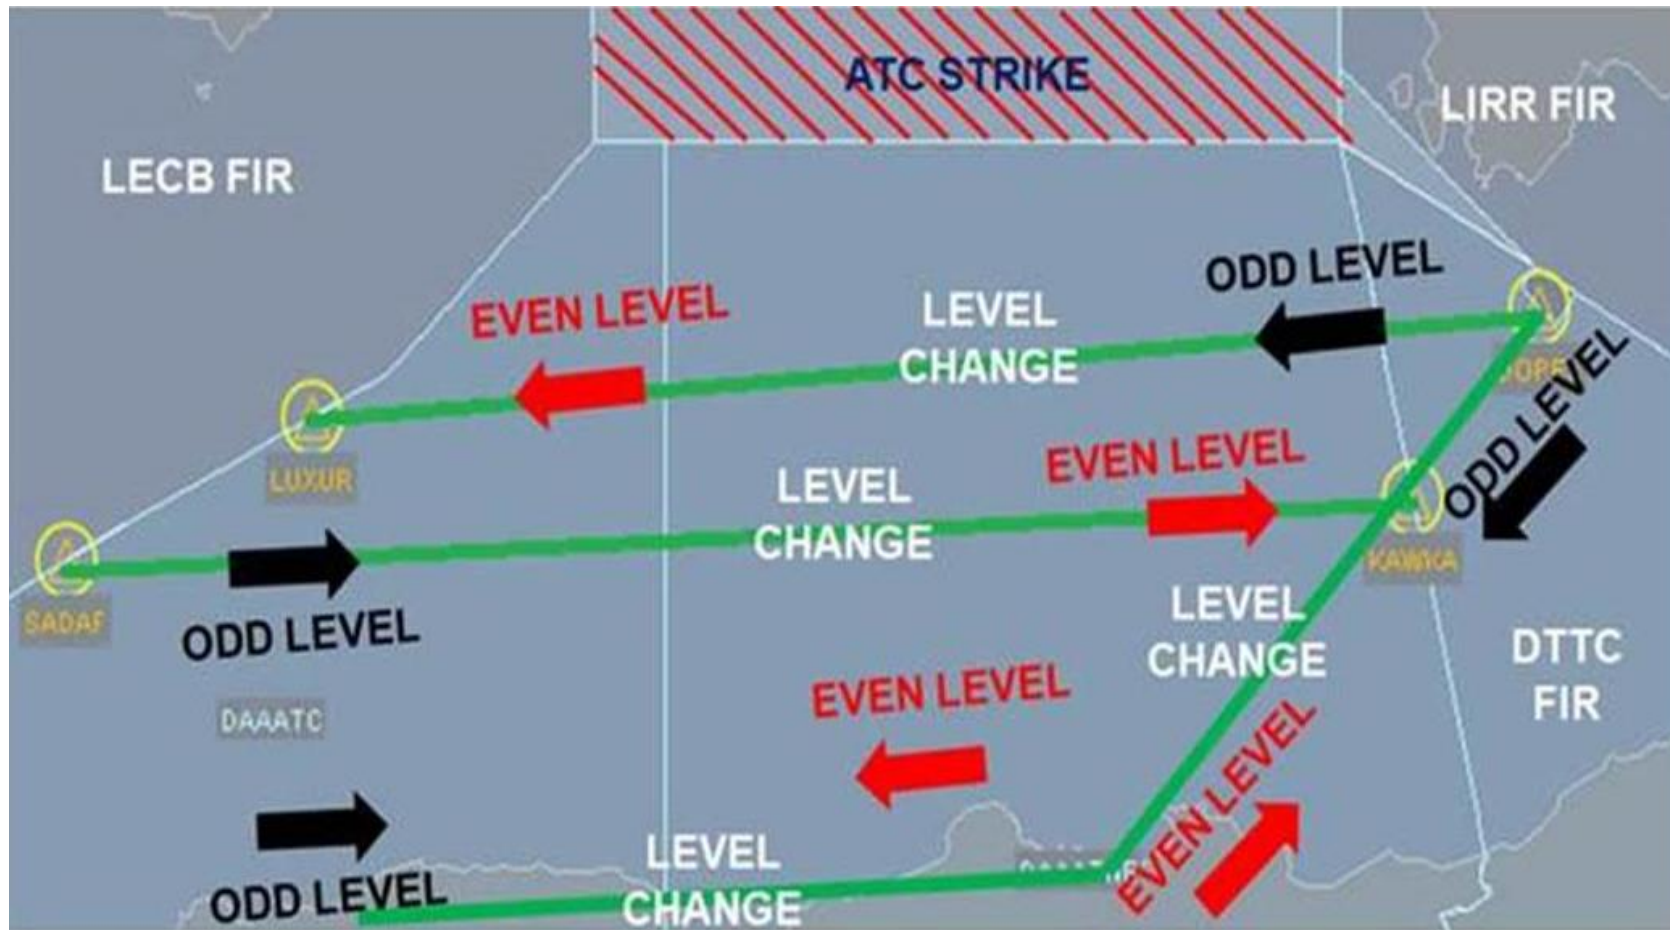 ATC STRIKE
LIRR FIR
LECB FIR
ODD LEVEL
EVEN LEVEL
LEVEL
CHANGE
ODD LEVEL
LUXUR
EVEN LEVEL
LEVEL
CHANGE
KAWKA
SADAF
ODD LEVEL
LEVEL
CHANGE
DTTC
FIR
EVEN LEVEL
DAAATC
EVEN LEVEL
LEVEL
CHANGE
ODD LEVEL